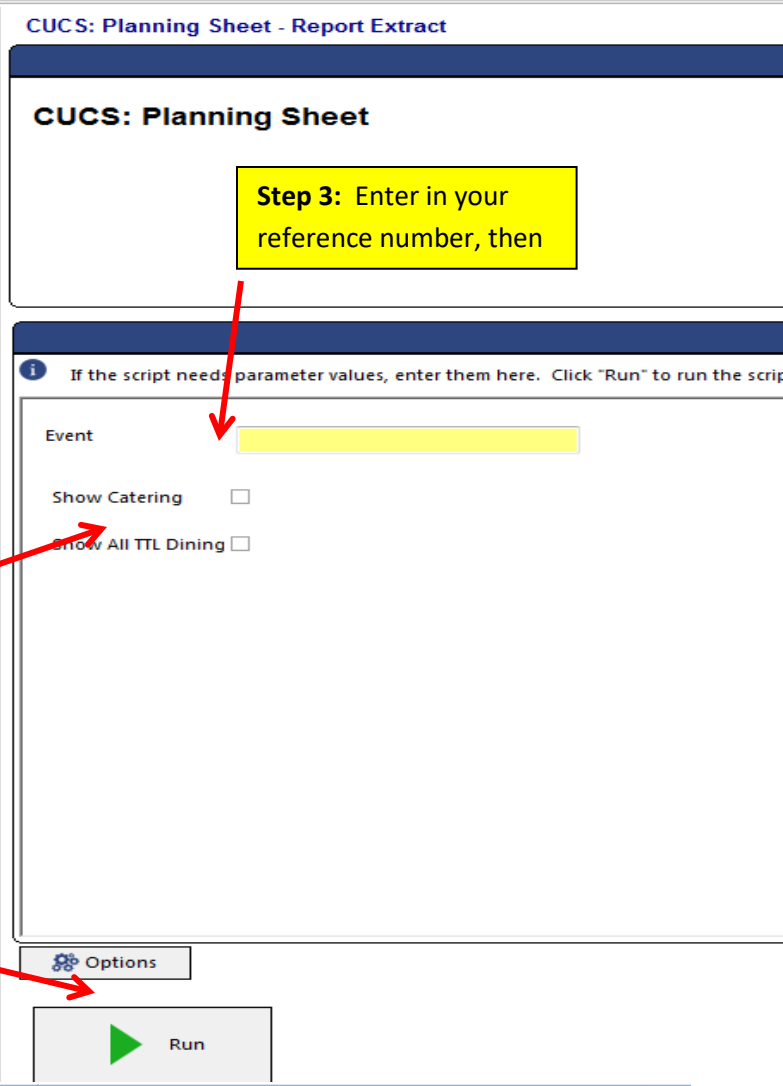 CUCS: Planning Sheet - Report Extract
CUCS: Planning Sheet
Step 3: Enter in your
reference number, then
If the script needs parameter values, enter them here. Click "Run" to run the scrip
Event
Show Catering
Show All TTL Dining
Options
Run